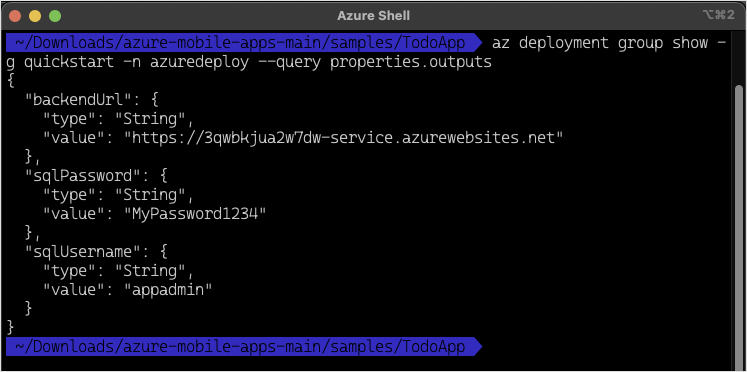 Azure Shell
⌥⌘2
~/Downloads/azure-mobile-apps-main/samples/TodoApp az deployment group show -
g quickstart -n azuredeploy --query properties.outputs
{
  "backendUrl": {
    "type": "String",
    "value": "https://3qwbkjua2w7dw-service.azurewebsites.net"
  },
  "sqlPassword": {
    "type": "String",
    "value": "MyPassword1234"
  },
  "sqlUsername": {
    "type": "String",
    "value": "appadmin"
  }
}
~/Downloads/azure-mobile-apps-main/samples/TodoApp